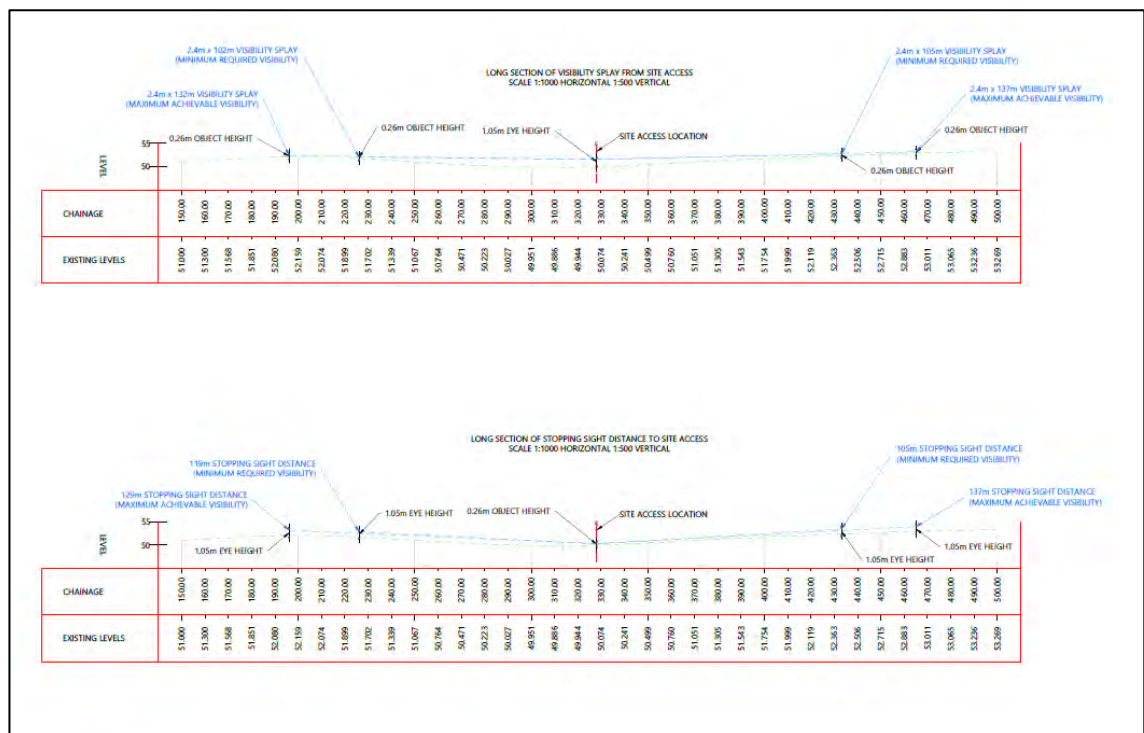 2.4m x 102m VISIBILITY SPLAY
(MINIMUM REQUIRED VISIBILITY)
2.4m x 132m VISIBILITY SPLAY
(MAXIMUM ACHIEVABLE VISIBILITY)
0.26m OBJECT HEIGHT
0.26m OBJECT HEIGHT
LONG SECTION OF VISIBILITY SPLAY FROM SITE ACCESS
SCALE 1:1000 HORIZONTAL 1:500 VERTICAL
1.05m EYE HEIGHT
SITE ACCESS LOCATION
2.4m x 105m VISIBILITY SPLAY
(MINIMUM REQUIRED VISIBILITY)
2.4m x 137m VISIBILITY SPLAY
(MAXIMUM ACHIEVABLE VISIBILITY)
0.26m OBJECT HEIGHT
0.26m OBJECT HEIGHT
LEVEL
55
50
CHAINAGE
150.00 160.00 170.00 180.00 190.00 200.00 210.00 220.00 230.00 240.00 250.00 260.00 270.00 280.00 290.00 300.00 310.00 320.00 330.00 340.00 350.00 360.00 370.00 380.00 390.00 400.00 410.00 420.00 430.00 440.00 450.00 460.00 470.00 480.00 490.00 500.00
EXISTING LEVELS
51.000 51.300 51.568 51.851 52.080 52.159 52.074 51.899 51.702 51.339 51.067 50.764 50.471 50.223 50.027 49.951 49.886 49.944 50.074 50.241 50.499 50.760 51.051 51.305 51.543 51.754 51.999 52.119 52.363 52.506 52.715 52.883 53.011 53.065 53.236 53.269
LONG SECTION OF STOPPING SIGHT DISTANCE TO SITE ACCESS
SCALE 1:1000 HORIZONTAL 1:500 VERTICAL
119m STOPPING SIGHT DISTANCE
(MINIMUM REQUIRED VISIBILITY)
129m STOPPING SIGHT DISTANCE
(MAXIMUM ACHIEVABLE VISIBILITY)
1.05m EYE HEIGHT
1.05m EYE HEIGHT
0.26m OBJECT HEIGHT
SITE ACCESS LOCATION
105m STOPPING SIGHT DISTANCE
(MINIMUM REQUIRED VISIBILITY)
137m STOPPING SIGHT DISTANCE
(MAXIMUM ACHIEVABLE VISIBILITY)
1.05m EYE HEIGHT
1.05m EYE HEIGHT
LEVEL
55
50
CHAINAGE
150.00 160.00 170.00 180.00 190.00 200.00 210.00 220.00 230.00 240.00 250.00 260.00 270.00 280.00 290.00 300.00 310.00 320.00 330.00 340.00 350.00 360.00 370.00 380.00 390.00 400.00 410.00 420.00 430.00 440.00 450.00 460.00 470.00 480.00 490.00 500.00
EXISTING LEVELS
51.000 51.300 51.568 51.851 52.080 52.159 52.074 51.899 51.702 51.339 51.067 50.764 50.471 50.223 50.027 49.951 49.886 49.944 50.074 50.241 50.499 50.760 51.051 51.305 51.543 51.754 51.999 52.119 52.363 52.506 52.715 52.883 53.011 53.065 53.236 53.269